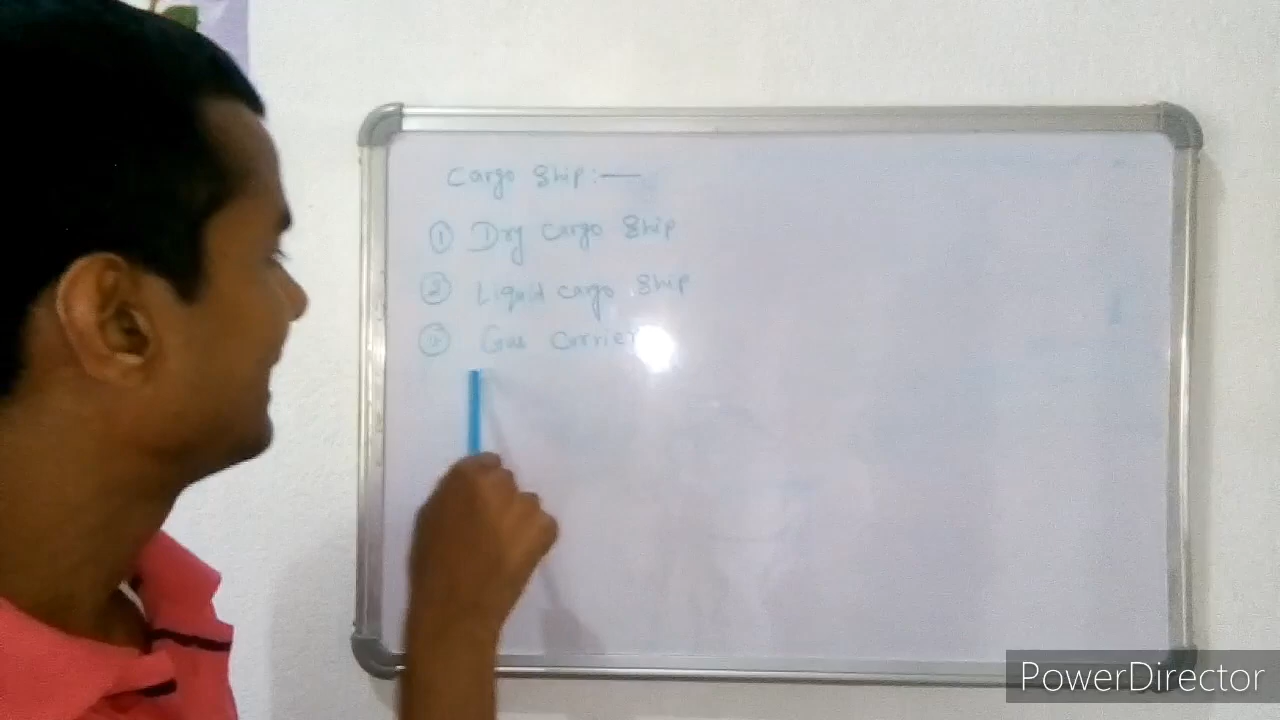 Cargo Ship:—
① Dry Cargo Ship
② Liquid cargo Ship
③ Gas Carrier
PowerDirector